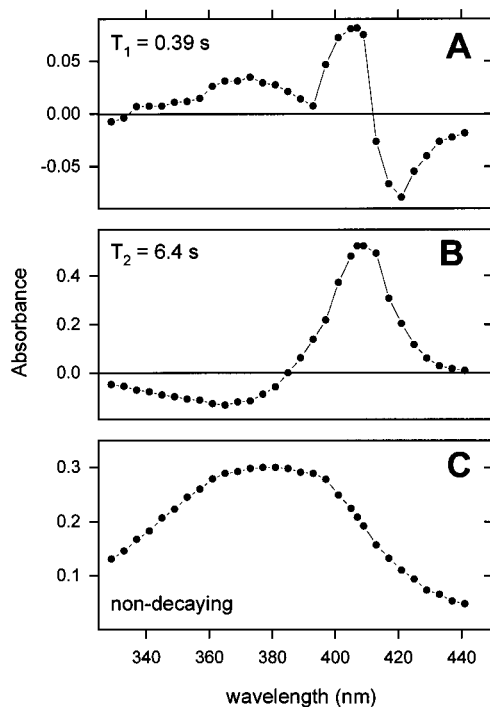 T1 = 0.39 s
A
0.05
0.00
-0.05
T2 = 6.4 s
B
0.4
0.2
0.0
Absorbance
C
0.3
0.2
0.1
non-decaying
340 360 380 400 420 440
wavelength (nm)